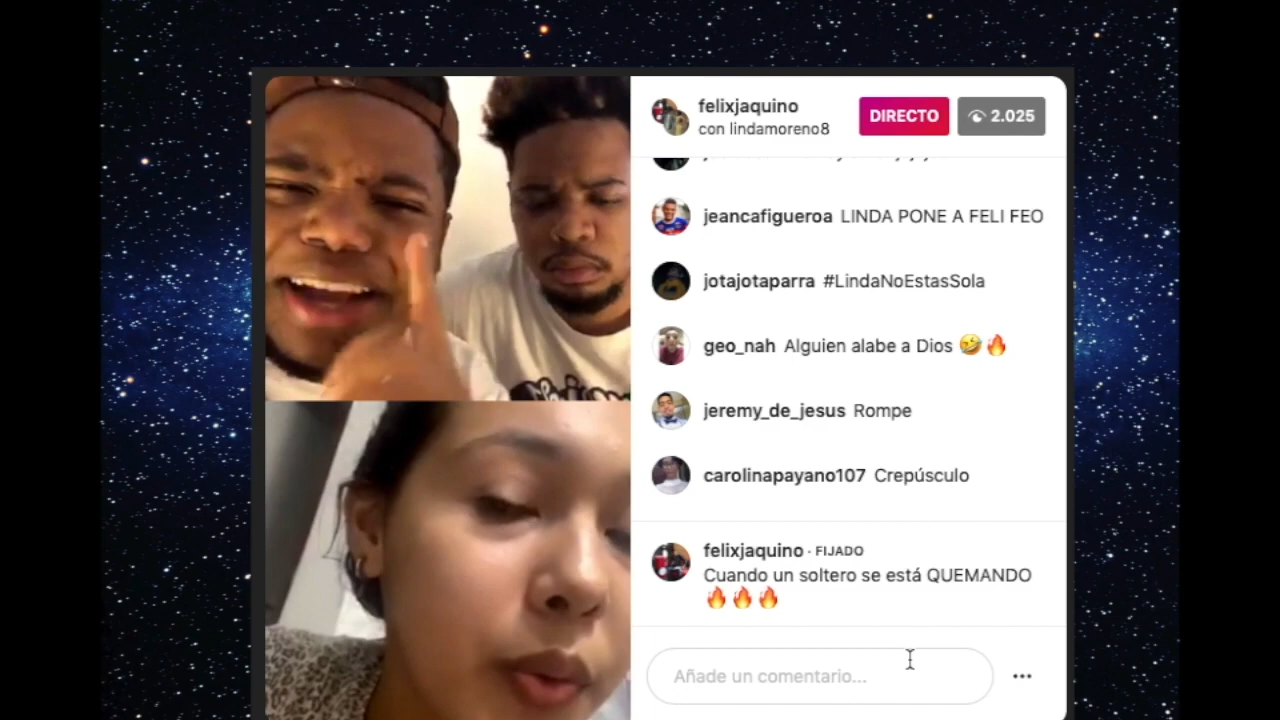 felixjaquino
con lindamoreno8
DIRECTO
2.025
jeancafigueroa LINDA PONE A FELI FEO
jotajotaparra #LindaNoEstasSola
geo_nah Alguien alabe a Dios 🤣🔥
jeremy_de_jesus Rompe
carolinapayano107 Crepúsculo
felixjaquino · FIJADO
Cuando un soltero se está QUEMANDO
🔥🔥🔥
Añade un comentario...